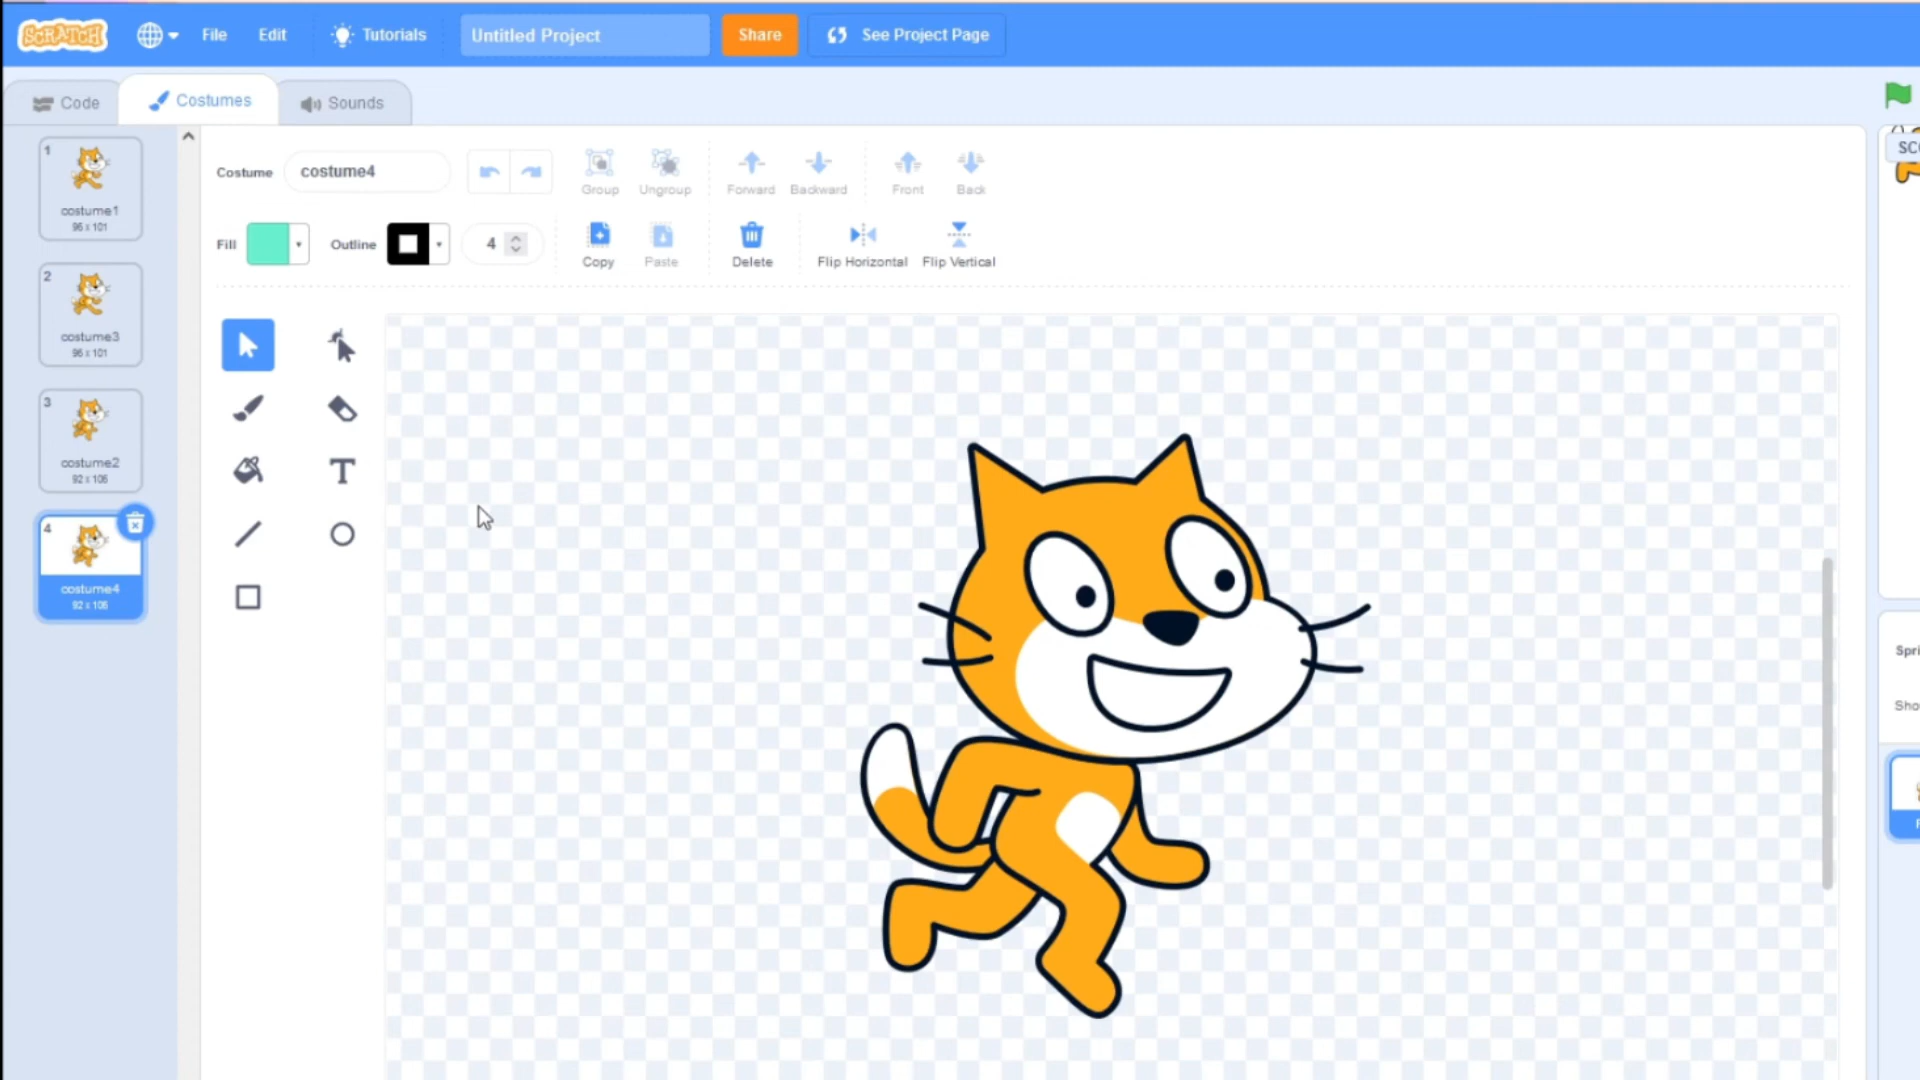 SCRATCH
File
Edit
Tutorials
Untitled Project
Share
See Project Page
Code
Costumes
Sounds
1
costume1
96 x 101
2
costume3
96 x 101
3
costume2
92 x 106
4
costume4
92 x 106
Costume
costume4
Group
Ungroup
Forward
Backward
Front
Back
Fill
Outline
4
Copy
Paste
Delete
Flip Horizontal
Flip Vertical
T